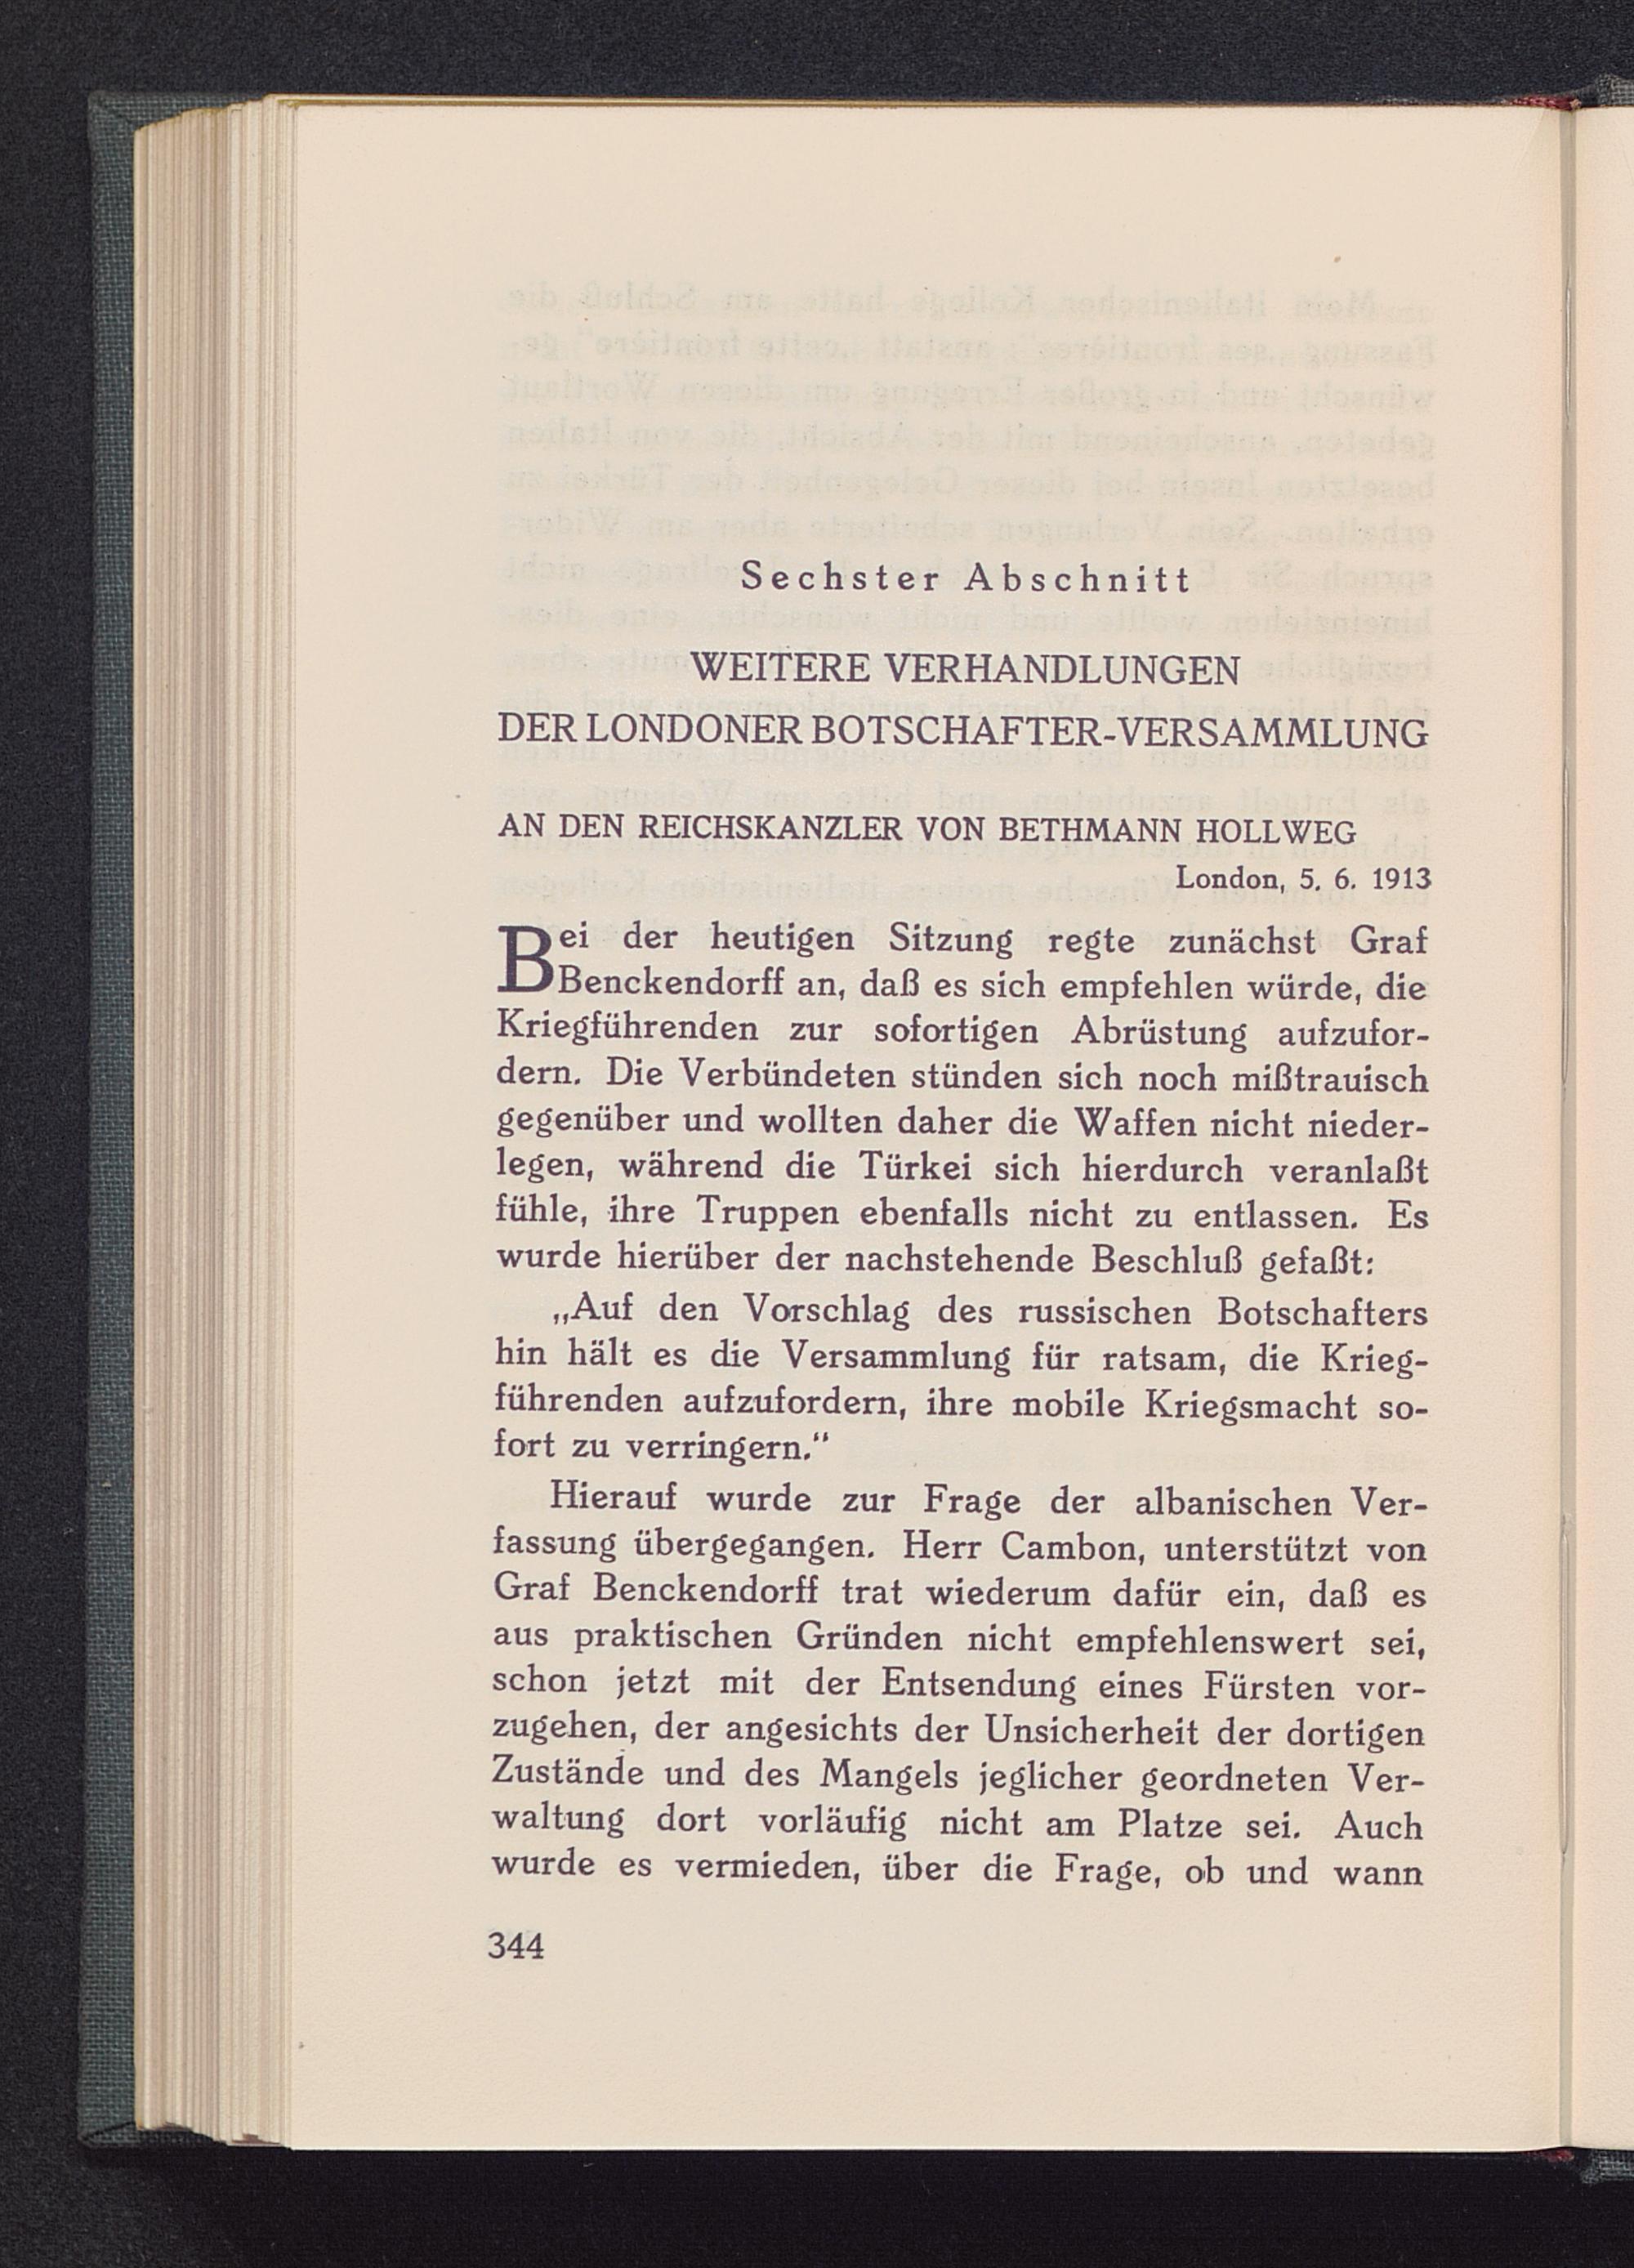 Sechster Abschnitt
WEITERE VERHANDLUNGEN
DER LONDONER BOTSCHAFTER-VERSAMMLUNG
AN DEN REICHSKANZLER VON BETHMANN HOLLWEG
London, 5. 6. 1913
Bei der heutigen Sitzung regte zunächst Graf
Benckendorff an, daß es sich empfehlen würde, die
Kriegführenden zur sofortigen Abrüstung aufzufor-
dern. Die Verbündeten stünden sich noch mißtrauisch
gegenüber und wollten daher die Waffen nicht nieder-
legen, während die Türkei sich hierdurch veranlaßt
fühle, ihre Truppen ebenfalls nicht zu entlassen. Es
wurde hierüber der nachstehende Beschluß gefaßt:
„Auf den Vorschlag des russischen Botschafters
hin hält es die Versammlung für ratsam, die Krieg-
führenden aufzufordern, ihre mobile Kriegsmacht so-
fort zu verringern.“
Hierauf wurde zur Frage der albanischen Ver-
fassung übergegangen. Herr Cambon, unterstützt von
Graf Benckendorff trat wiederum dafür ein, daß es
aus praktischen Gründen nicht empfehlenswert sei,
schon jetzt mit der Entsendung eines Fürsten vor-
zugehen, der angesichts der Unsicherheit der dortigen
Zustände und des Mangels jeglicher geordneten Ver-
waltung dort vorläufig nicht am Platze sei. Auch
wurde es vermieden, über die Frage, ob und wann
344